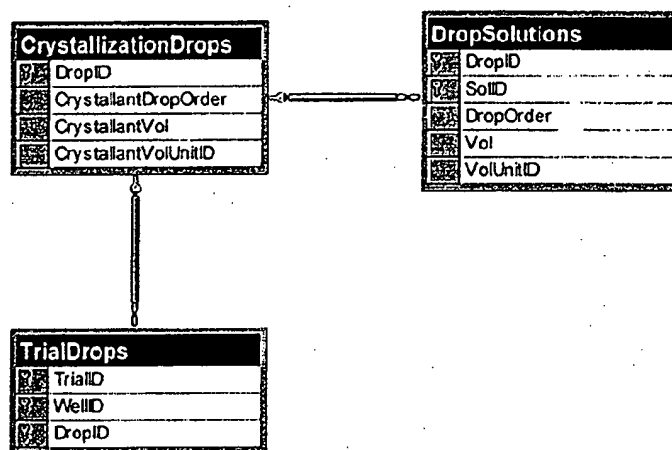 CrystallizationDrops
DropID
CrystallantDropOrder
CrystallantVol
CrystallantVolUnitID
DropSolutions
DropID
SolID
DropOrder
Vol
VolUnitID
TrialDrops
TrialID
WellID
DropID